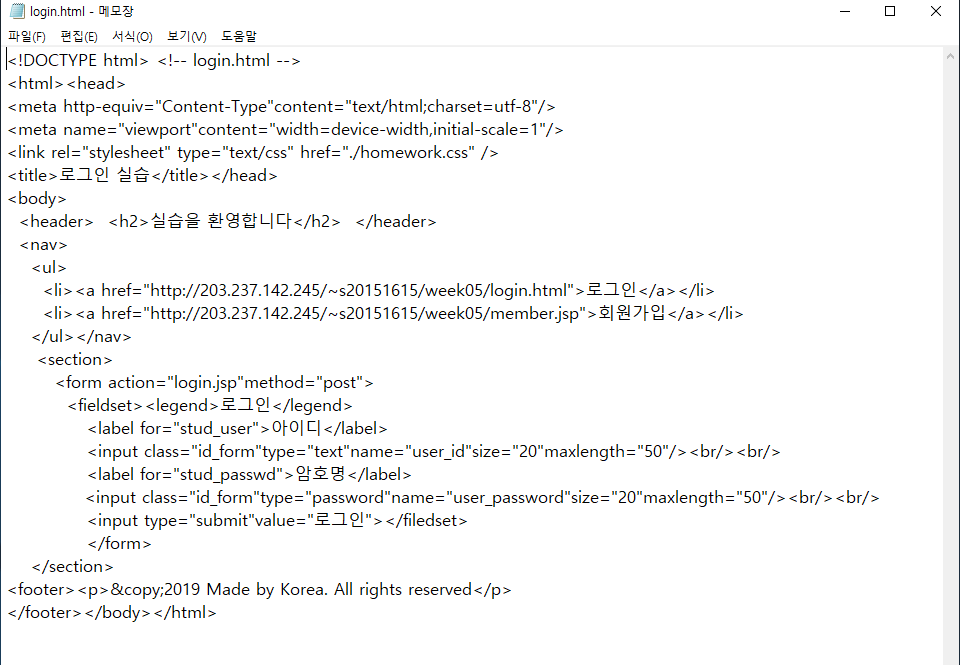 login.html - 메모장
파일(F) 편집(E) 서식(O) 보기(V) 도움말
<!DOCTYPE html> <!-- login.html -->
<html><head>
<meta http-equiv="Content-Type"content="text/html;charset=utf-8"/>
<meta name="viewport"content="width=device-width,initial-scale=1"/>
<link rel="stylesheet" type="text/css" href="./homework.css" />
<title>로그인 실습</title></head>
<body>
  <header>  <h2>실습을 환영합니다</h2>  </header>
  <nav>
    <ul>
      <li><a href="http://203.237.142.245/~s20151615/week05/login.html">로그인</a></li>
      <li><a href="http://203.237.142.245/~s20151615/week05/member.jsp">회원가입</a></li>
    </ul></nav>
     <section>
        <form action="login.jsp"method="post">
          <fieldset><legend>로그인</legend>
             <label for="stud_user">아이디</label>
             <input class="id_form"type="text"name="user_id"size="20"maxlength="50"/><br/><br/>
             <label for="stud_passwd">암호명</label>
             <input class="id_form"type="password"name="user_password"size="20"maxlength="50"/><br/><br/>
             <input type="submit"value="로그인"></filedset>
             </form>
    </section>
<footer><p>&copy;2019 Made by Korea. All rights reserved</p>
</footer></body></html>